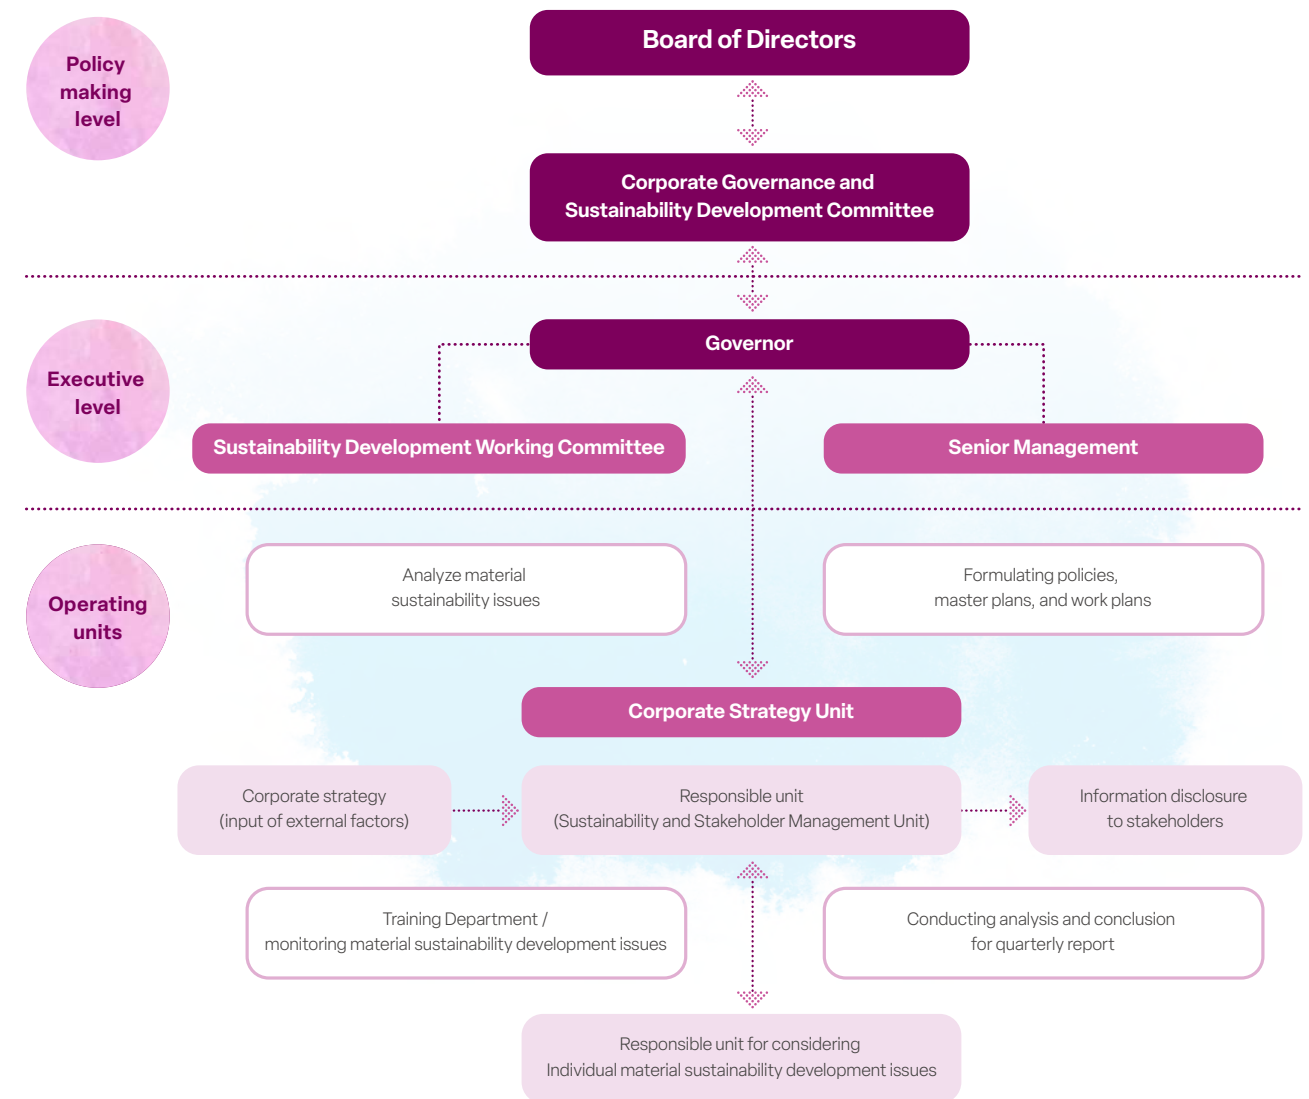 Policy
making
level
Board of Directors
Corporate Governance and
Sustainability Development Committee
Executive
level
Governor
Sustainability Development Working Committee
Senior Management
Operating
units
Analyze material
sustainability issues
Formulating policies,
master plans, and work plans
Corporate Strategy Unit
Corporate strategy
(input of external factors)
Responsible unit
(Sustainability and Stakeholder Management Unit)
Information disclosure
to stakeholders
Training Department /
monitoring material sustainability development issues
Conducting analysis and conclusion
for quarterly report
Responsible unit for considering
Individual material sustainability development issues